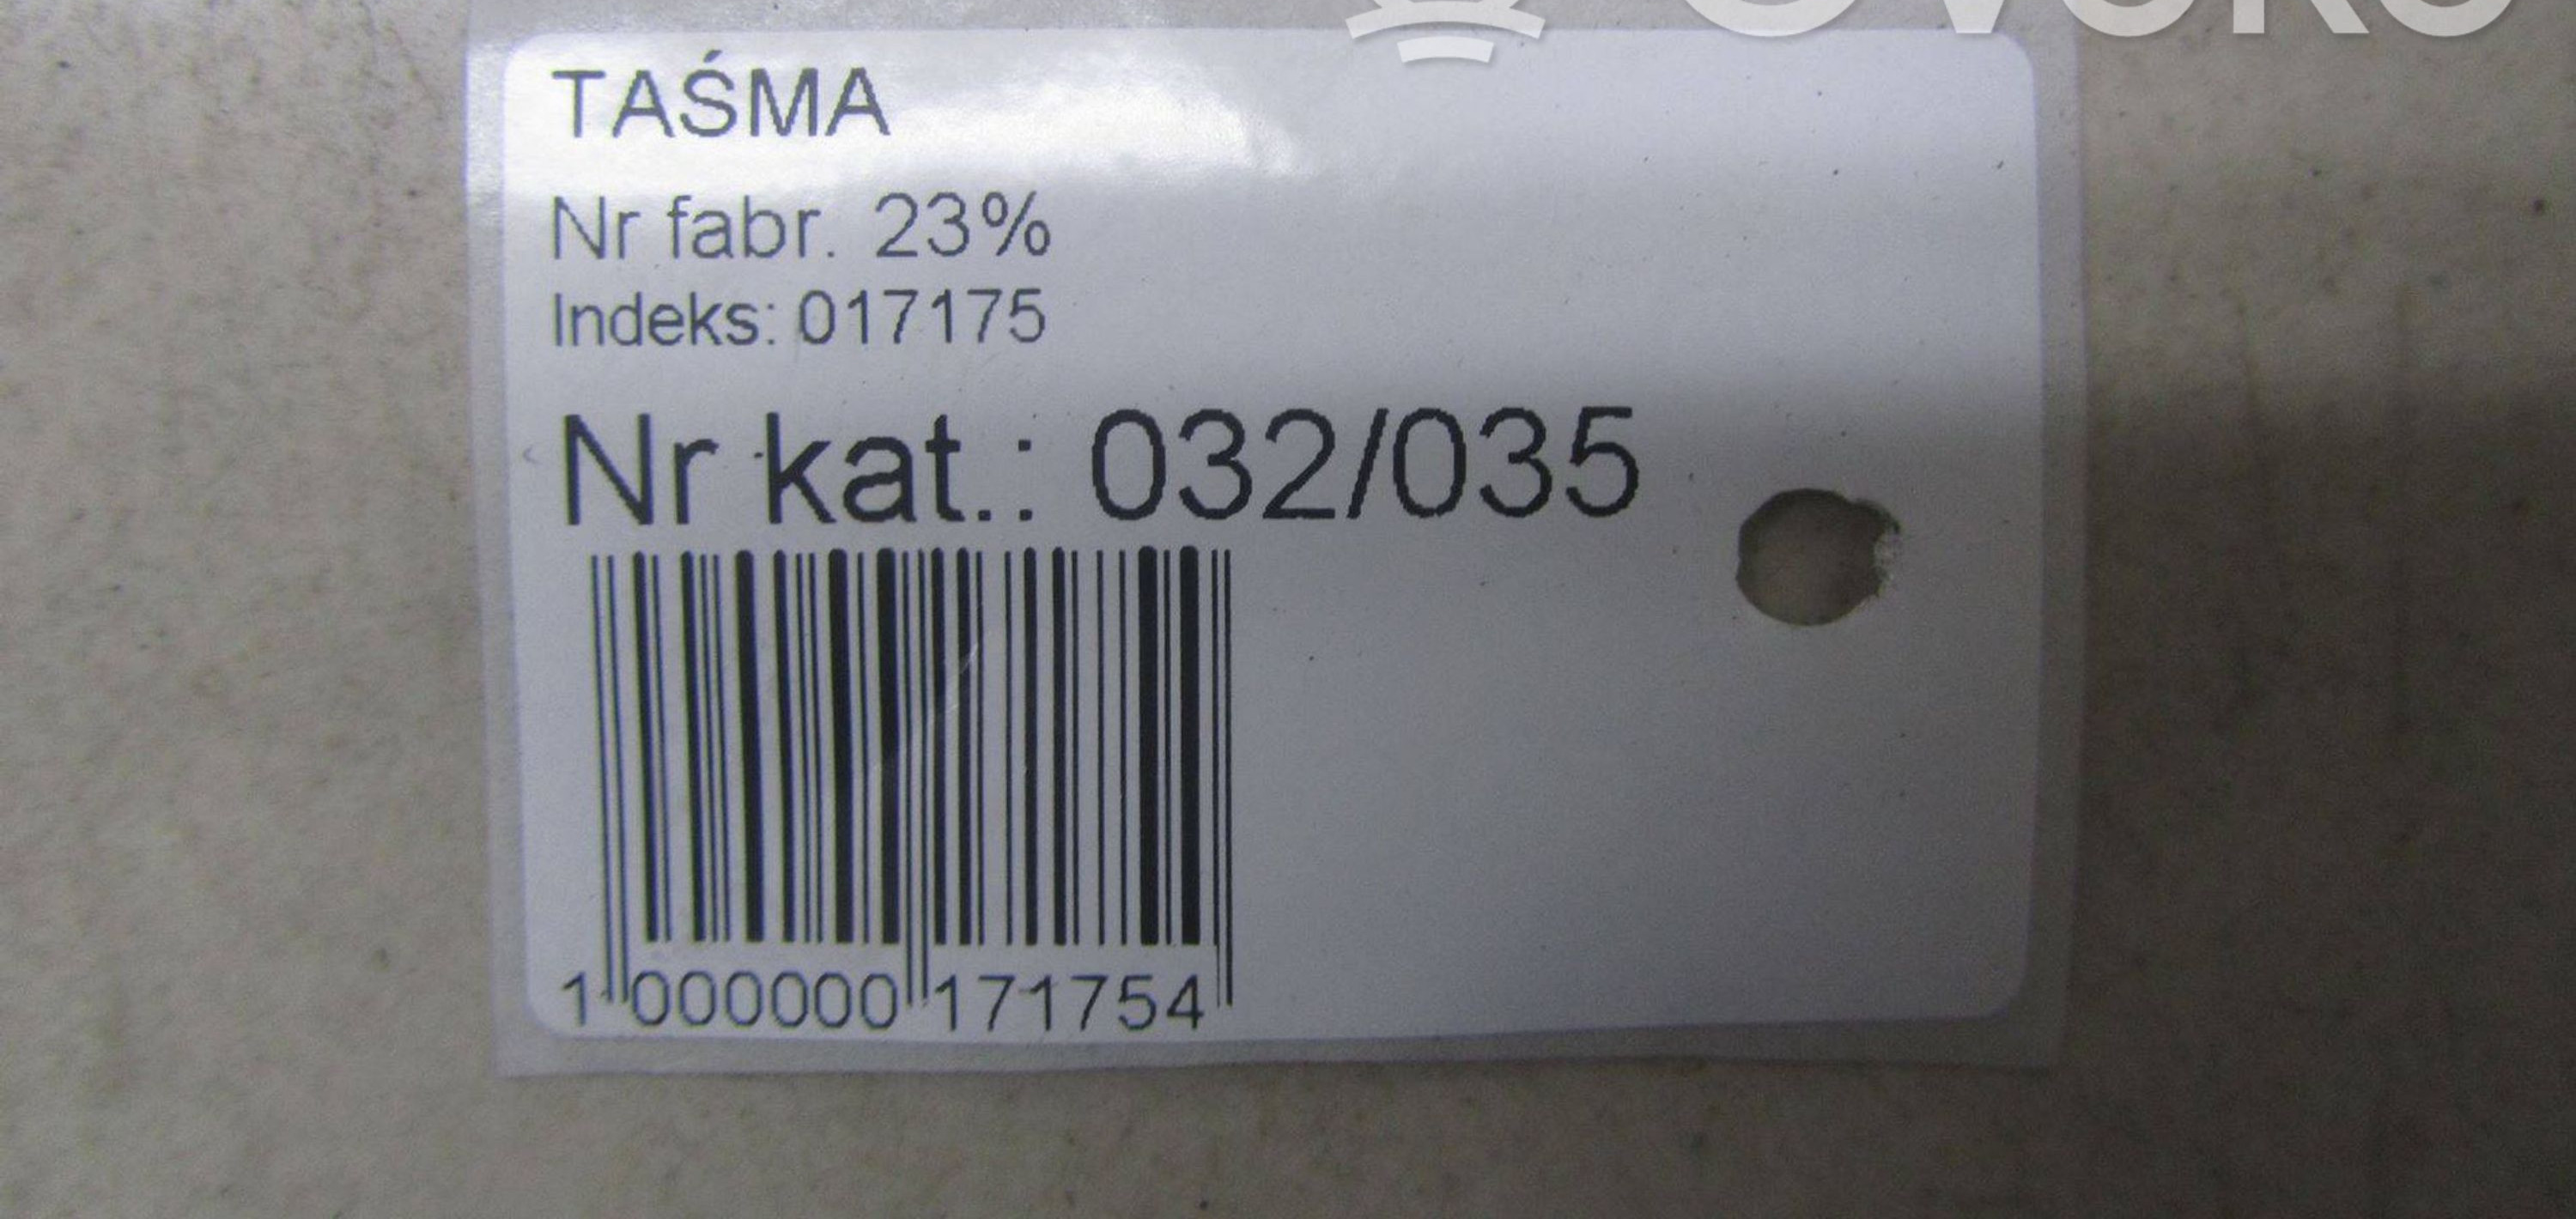 TAŚMA
Nr fabr. 23%
Indeks: 017175
Nr kat.: 032/035
1 000000 171754